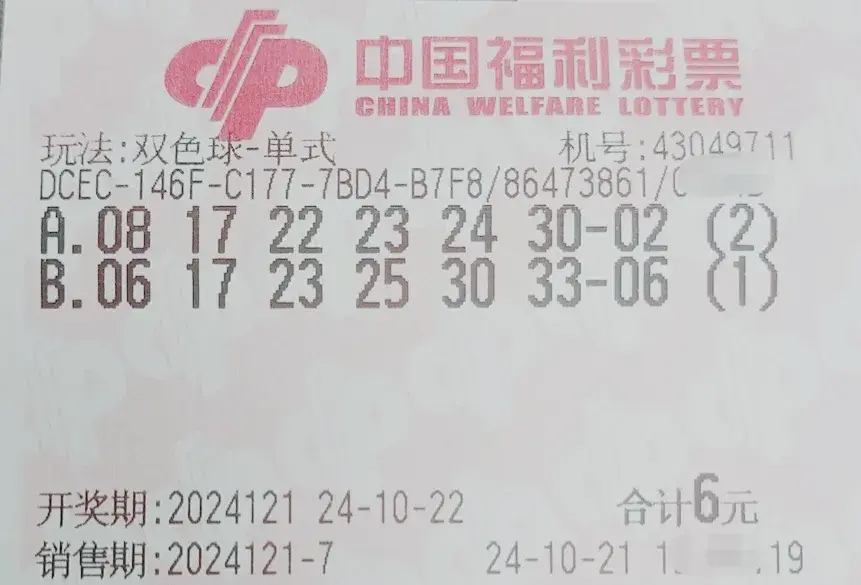 中国福利彩票
CHINA WELFARE LOTTERY
玩法:双色球-单式 机号:43049711
DCEC-146F-C177-7BD4-B7F8/86473861/
A.08 17 22 23 24 30-02 (2)
B.06 17 23 25 30 33-06 (1)
开奖期:2024121 24-10-22 合计6元
销售期:2024121-7 24-10-21 19